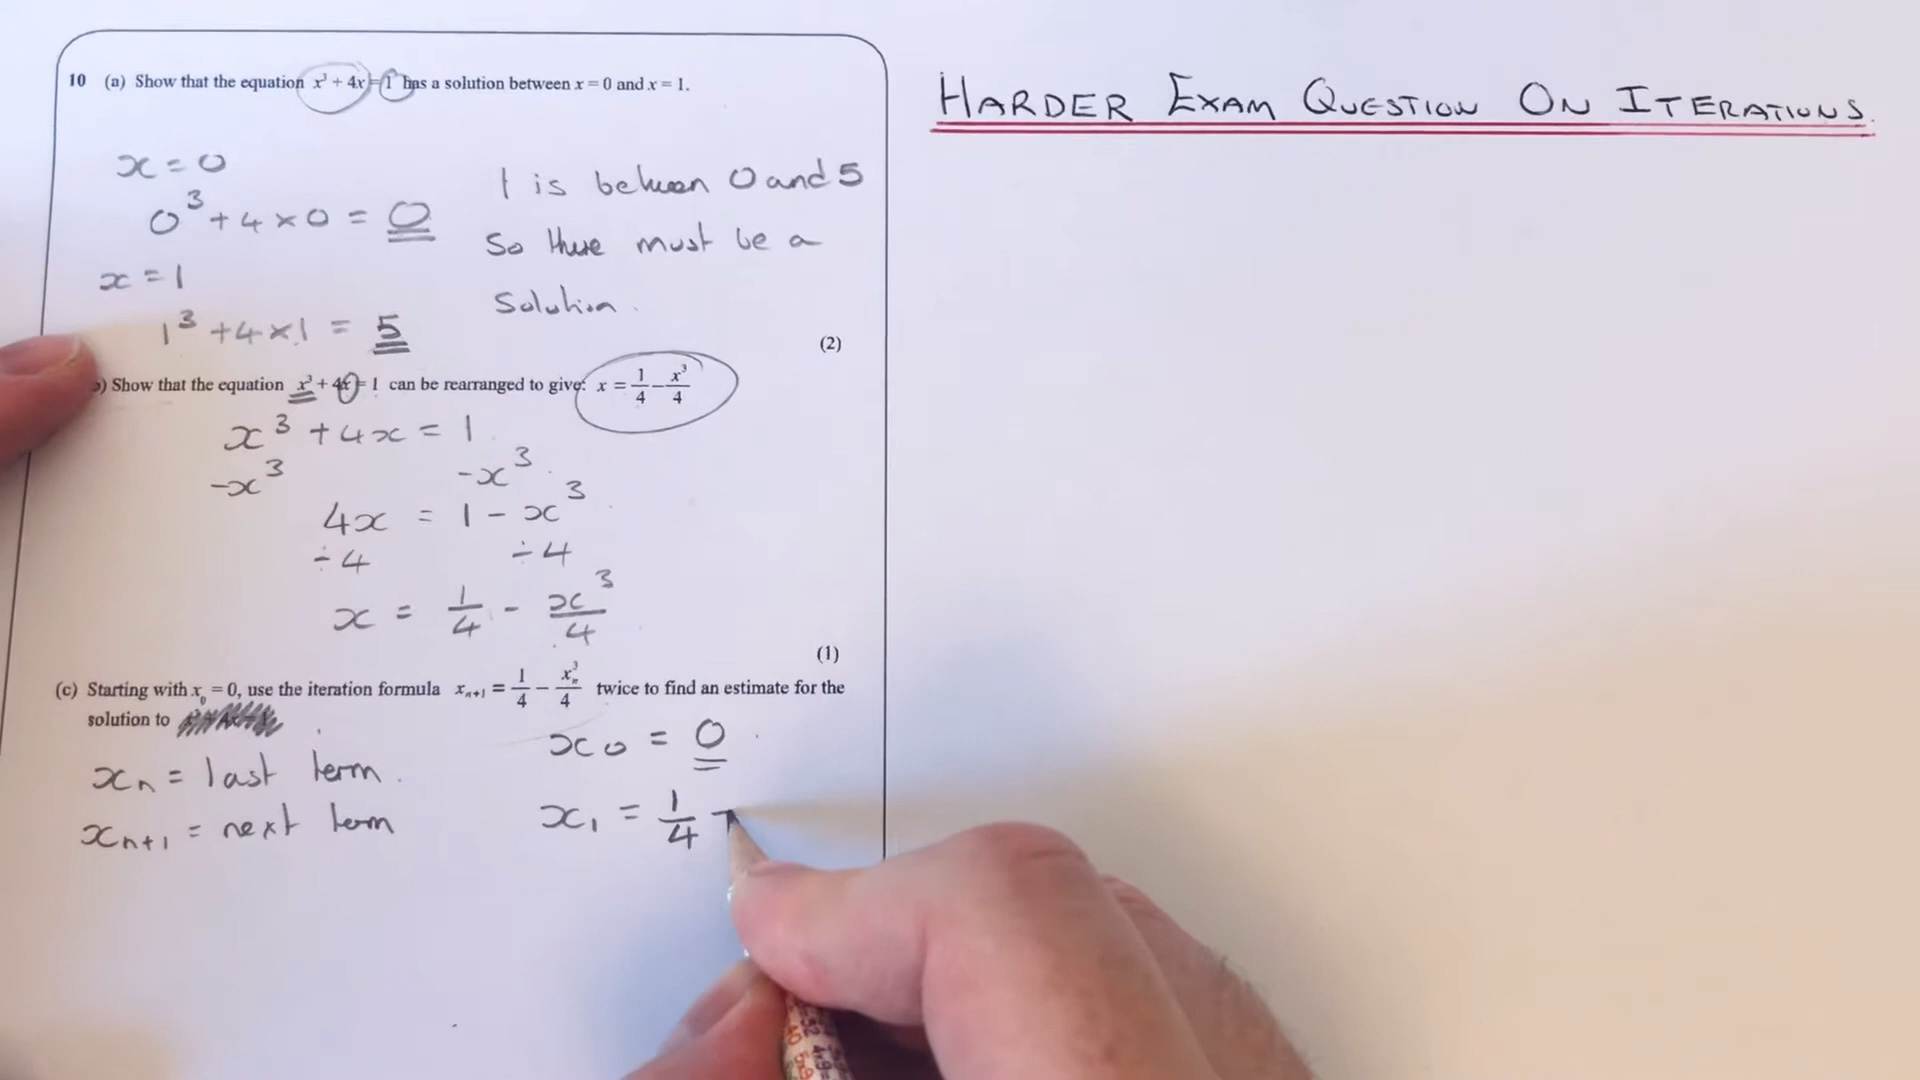 10 (a) Show that the equation x³ + 4x = 1 has a solution between x = 0 and x = 1.
x = 0
0³ + 4 × 0 = 0
x = 1
1³ + 4 × 1 = 5
1 is between 0 and 5
So there must be a
Solution.
(2)
) Show that the equation x³ + 4x = 1 can be rearranged to give: x = 1/4 − x³/4
x³ + 4x = 1
-x³ -x³
4x = 1 - x³
÷4 ÷4
x = 1/4 - x³/4
(1)
(c) Starting with x₀ = 0, use the iteration formula xₙ₊₁ = 1/4 − xₙ³/4 twice to find an estimate for the
solution to
xₙ = last term.
xₙ₊₁ = next term
x₀ = 0
x₁ = 1/4 -
HARDER EXAM QUESTION ON ITERATIONS.